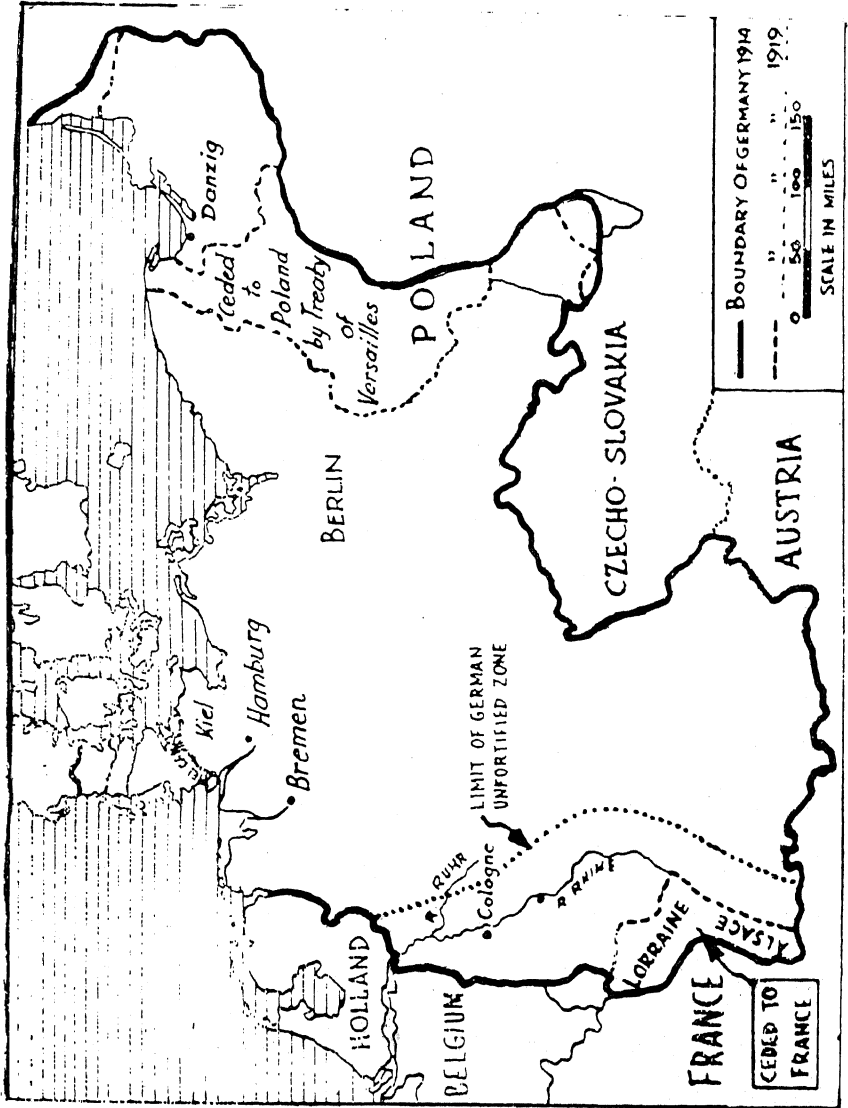 Danzig
Ceded
to
Poland
by Treaty
of
Versailles
POLAND
BERLIN
Kiel
Hamburg
Bremen
CZECHO-SLOVAKIA
AUSTRIA
LIMIT OF GERMAN
UNFORTIFIED ZONE
R RUHR
Cologne
R RHINE
HOLLAND
BELGIUM
LORRAINE
ALSACE
FRANCE
CEDED TO
FRANCE
BOUNDARY OF GERMANY 1914
" " " 1919
0 50 100 150
SCALE IN MILES